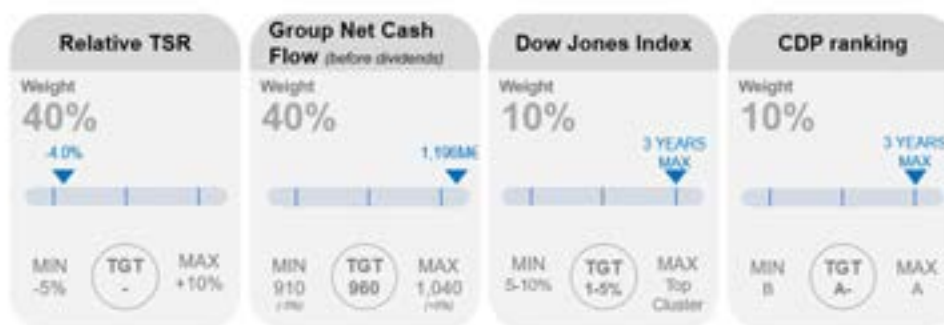 Relative TSR
Weight
40%
-4.0%
MIN
-5%
TGT
-
MAX
+10%
Group Net Cash
Flow (before dividends)
Weight
40%
1,196M€
MIN
910
TGT
960
MAX
1,040
Dow Jones Index
Weight
10%
3 YEARS
MAX
MIN
5-10%
TGT
1-5%
MAX
Top
Cluster
CDP ranking
Weight
10%
3 YEARS
MAX
MIN
B
TGT
A-
MAX
A